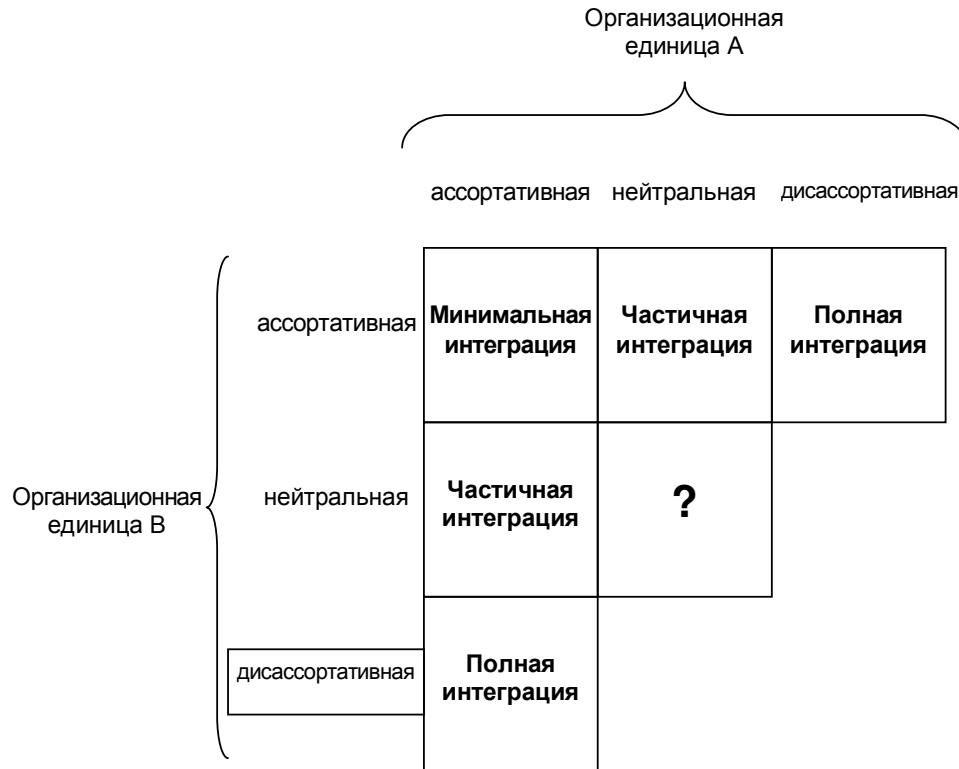 Организационная
единица А
ассортативная нейтральная дисассортативная
ассортативная
Минимальная
интеграция
Частичная
интеграция
Полная
интеграция
Организационная
единица В
нейтральная
Частичная
интеграция
?
дисассортативная
Полная
интеграция